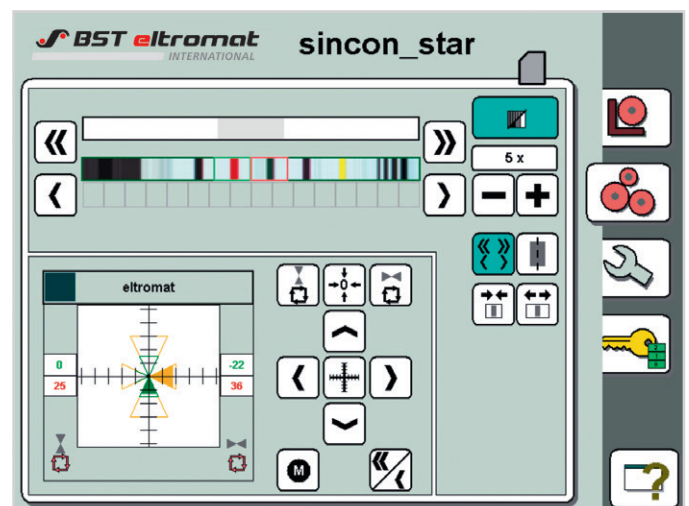 BST eltromat
INTERNATIONAL
sincon_star
5 x
eltromat
0
-22
25
36
M